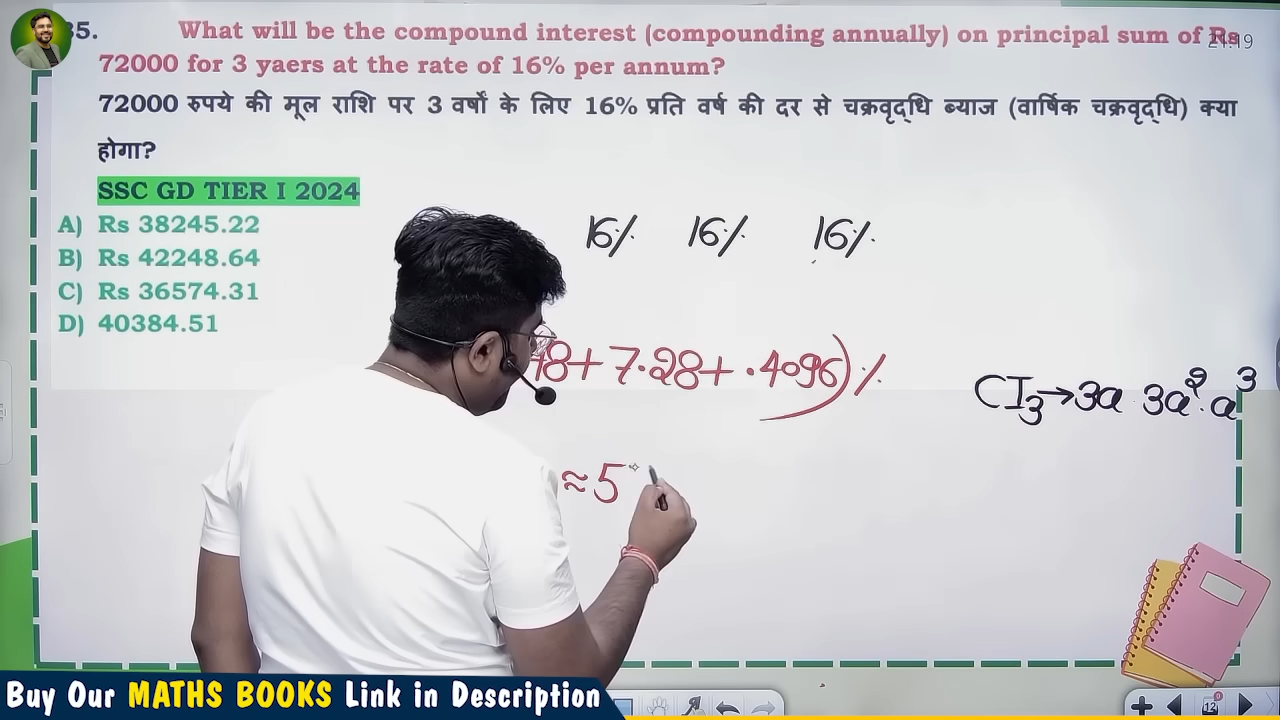 35. What will be the compound interest (compounding annually) on principal sum of Rs
21:19
72000 for 3 yaers at the rate of 16% per annum?
72000 रुपये की मूल राशि पर 3 वर्षों के लिए 16% प्रति वर्ष की दर से चक्रवृद्धि ब्याज (वार्षिक चक्रवृद्धि) क्या
होगा?
SSC GD TIER I 2024
A) Rs 38245.22
B) Rs 42248.64
C) Rs 36574.31
D) 40384.51
16% 16% 16%
48+7.28+.4096)%
CI3→3a 3a².a³
≈5
Buy Our MATHS BOOKS Link in Description
12